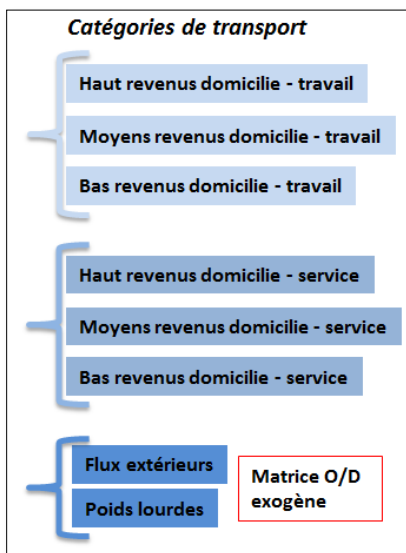 Catégories de transport
Haut revenus domicilie - travail
Moyens revenus domicilie - travail
Bas revenus domicilie - travail
Haut revenus domicilie - service
Moyens revenus domicilie - service
Bas revenus domicilie - service
Flux extérieurs
Poids lourdes
Matrice O/D
exogène